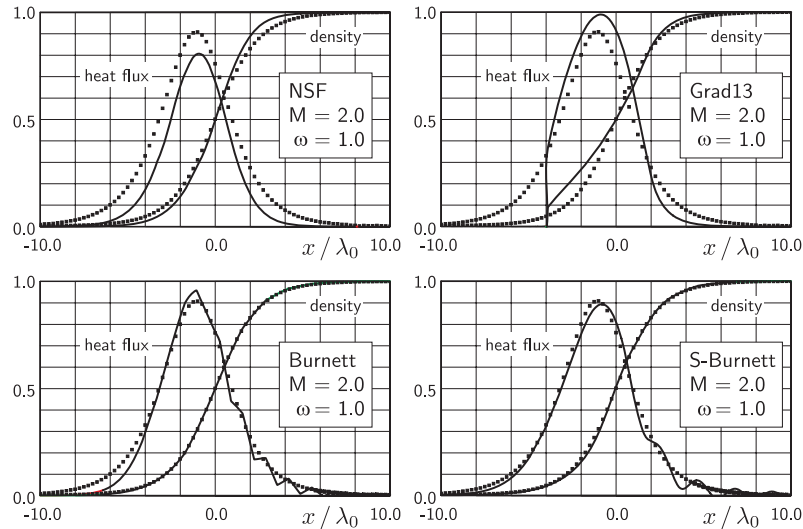 1.0
density
heat flux
NSF
M = 2.0
ω = 1.0
0.5
0.0
-10.0
0.0
x / λ₀
10.0
1.0
density
heat flux
Grad13
M = 2.0
ω = 1.0
0.5
0.0
-10.0
0.0
x / λ₀
10.0
1.0
density
heat flux
Burnett
M = 2.0
ω = 1.0
0.5
0.0
-10.0
0.0
x / λ₀
10.0
1.0
density
heat flux
S-Burnett
M = 2.0
ω = 1.0
0.5
0.0
-10.0
0.0
x / λ₀
10.0